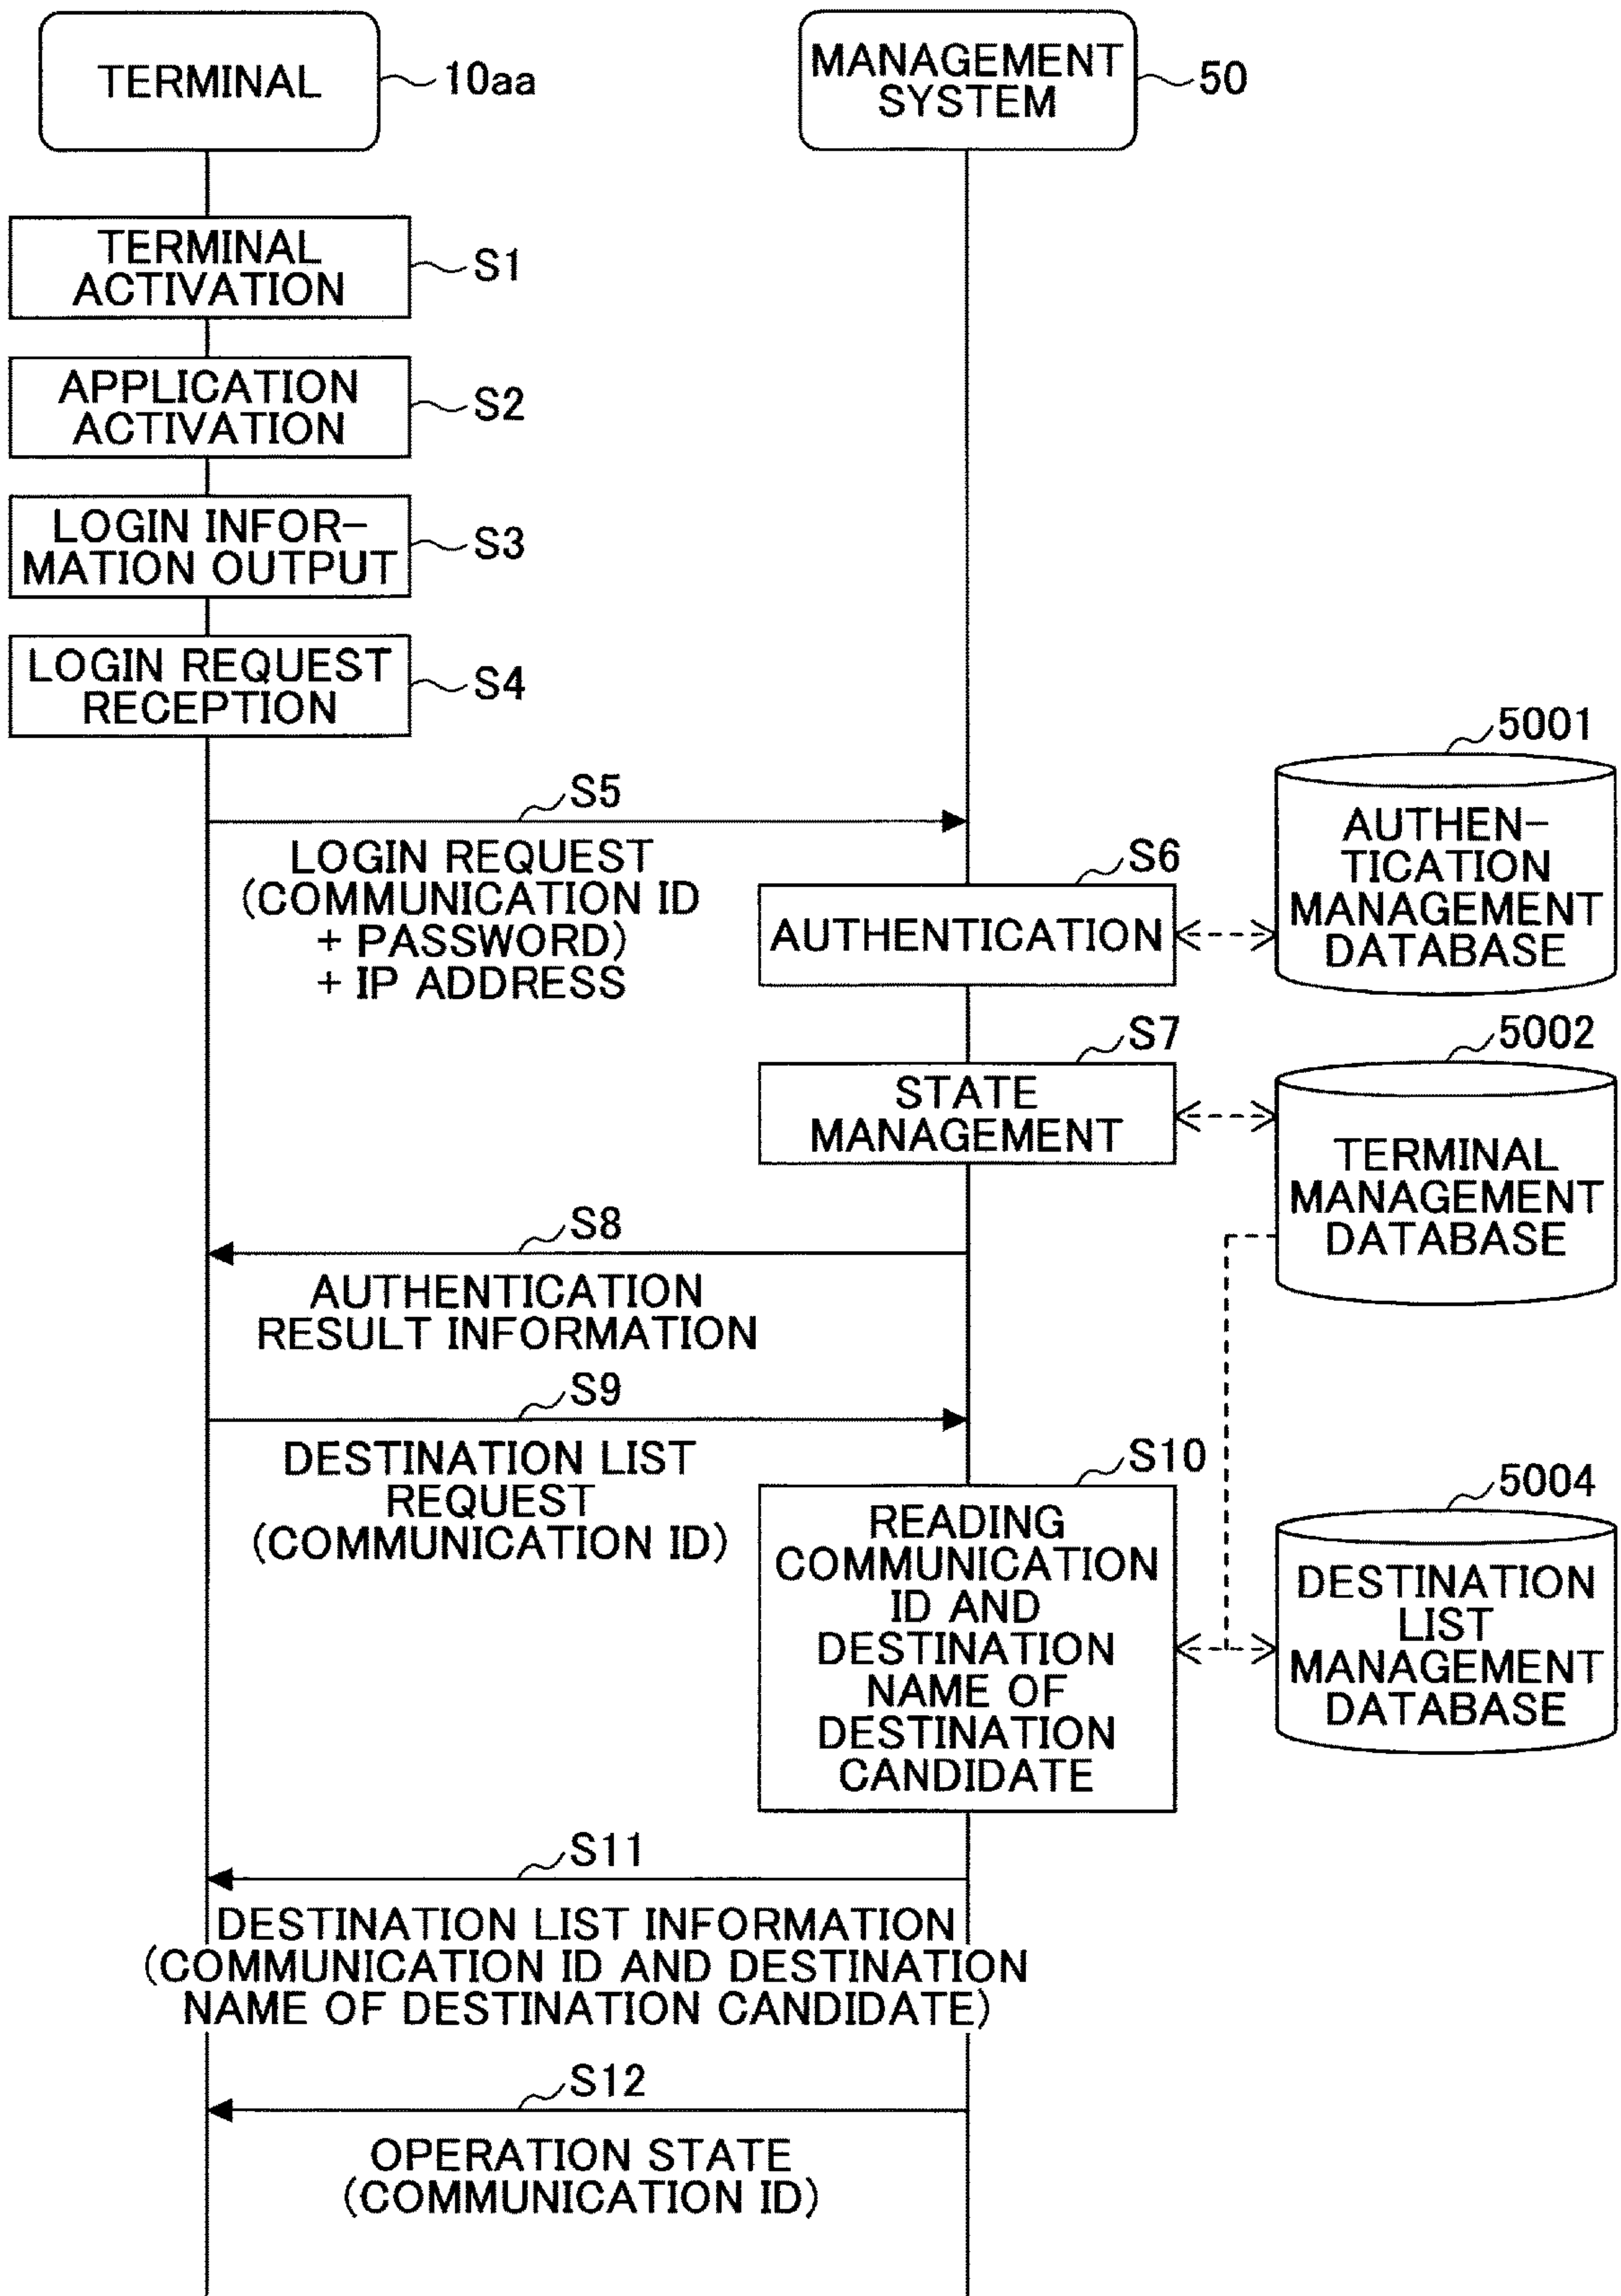 TERMINAL
10aa
MANAGEMENT
SYSTEM
50
TERMINAL
ACTIVATION
S1
APPLICATION
ACTIVATION
S2
LOGIN INFOR-
MATION OUTPUT
S3
LOGIN REQUEST
RECEPTION
S4
S5
LOGIN REQUEST
(COMMUNICATION ID
+ PASSWORD)
+ IP ADDRESS
S6
AUTHENTICATION
5001
AUTHEN-
TICATION
MANAGEMENT
DATABASE
S7
STATE
MANAGEMENT
5002
TERMINAL
MANAGEMENT
DATABASE
S8
AUTHENTICATION
RESULT INFORMATION
S9
DESTINATION LIST
REQUEST
(COMMUNICATION ID)
S10
READING
COMMUNICATION
ID AND
DESTINATION
NAME OF
DESTINATION
CANDIDATE
5004
DESTINATION
LIST
MANAGEMENT
DATABASE
S11
DESTINATION LIST INFORMATION
(COMMUNICATION ID AND DESTINATION
NAME OF DESTINATION CANDIDATE)
S12
OPERATION STATE
(COMMUNICATION ID)